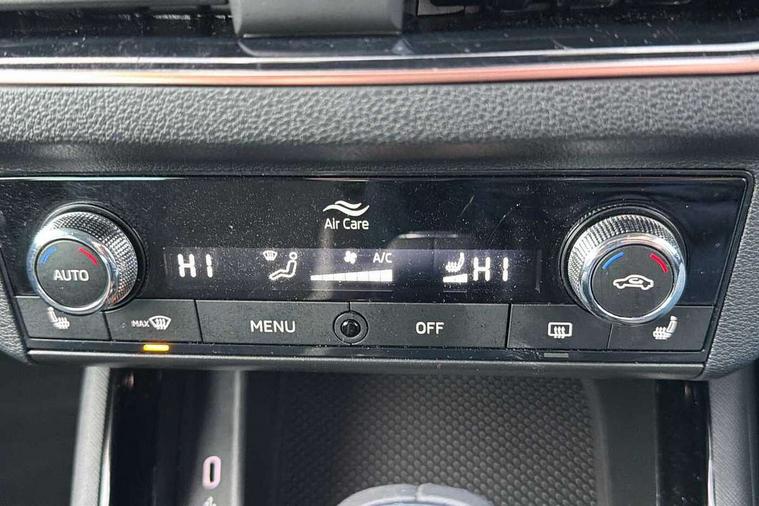 Air Care
HI A/C HI
AUTO
MAX MENU OFF